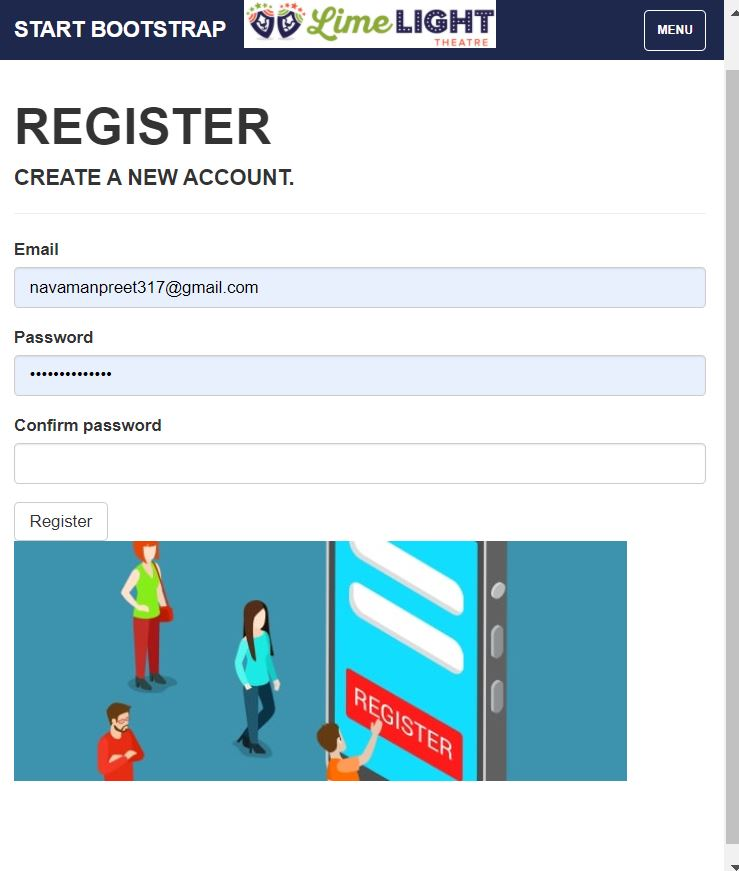 START BOOTSTRAP
Lime LIGHT
THEATRE
MENU
REGISTER
CREATE A NEW ACCOUNT.
Email
navamanpreet317@gmail.com
Password
••••••••••••••
Confirm password
Register
REGISTER